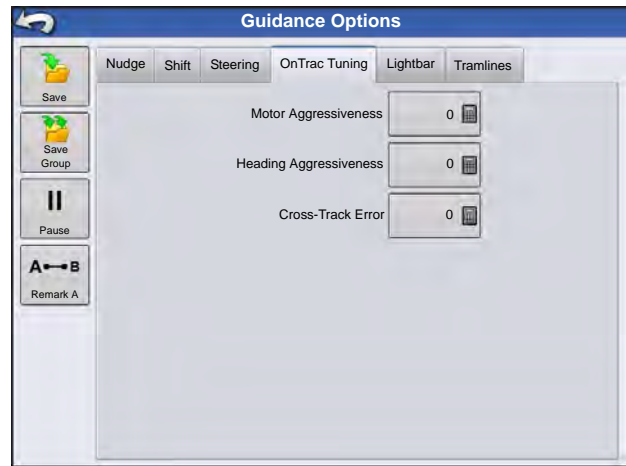 Guidance Options
Save
Save
Group
Pause
A B
Remark A
Nudge Shift Steering OnTrac Tuning Lightbar Tramlines
Motor Aggressiveness 0
Heading Aggressiveness 0
Cross-Track Error 0